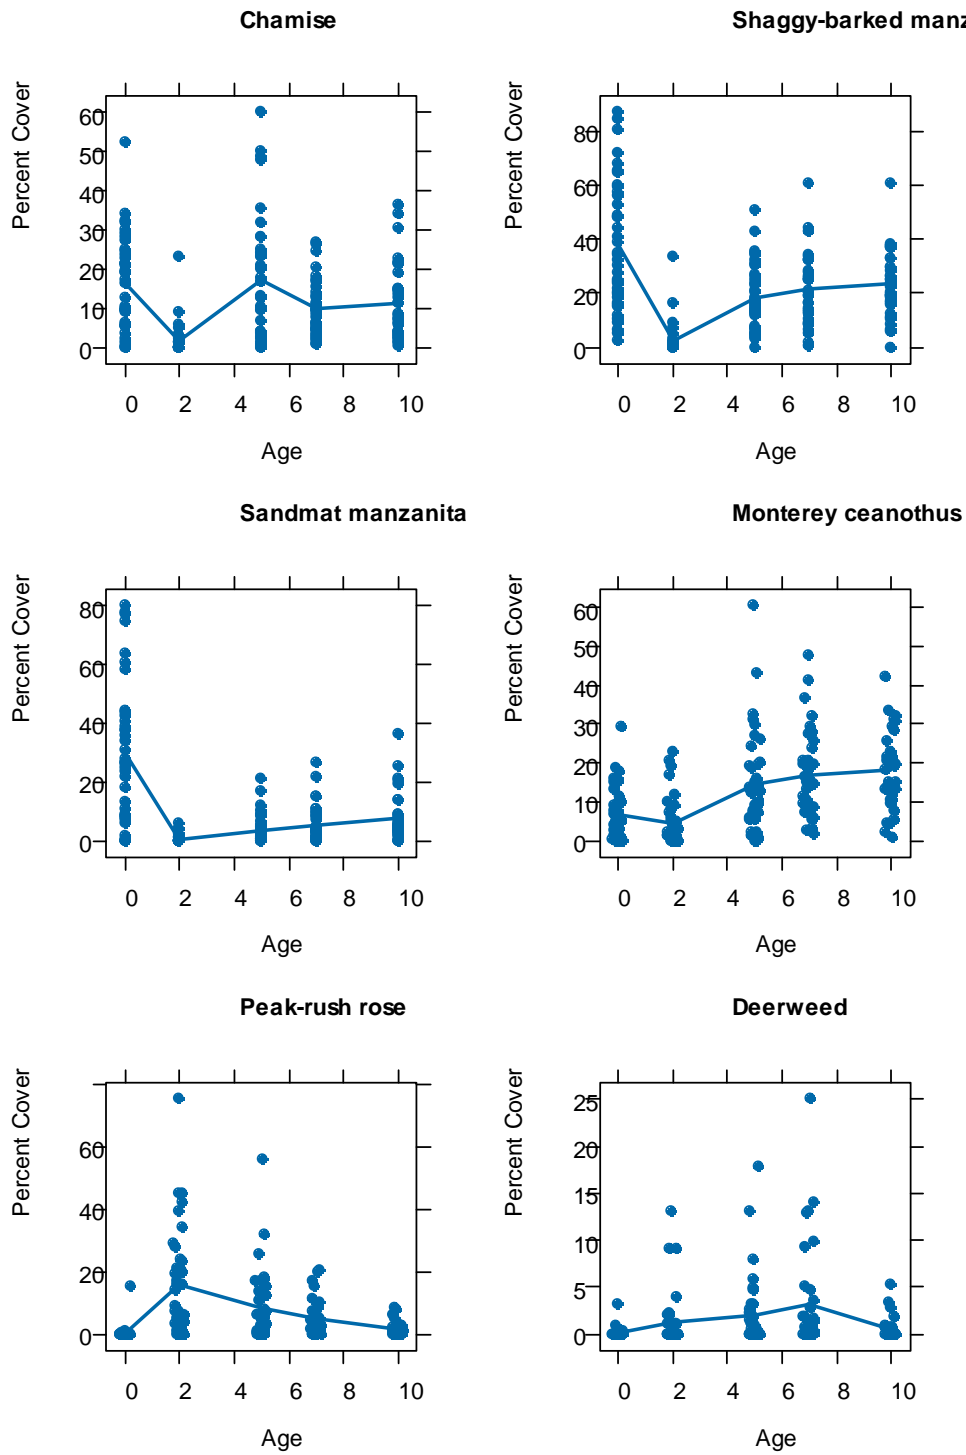 Chamise
Percent Cover
60
50
40
30
20
10
0
0 2 4 6 8 10
Age
Shaggy-barked manz
Percent Cover
80
60
40
20
0
0 2 4 6 8 10
Age
Sandmat manzanita
Percent Cover
80
60
40
20
0
0 2 4 6 8 10
Age
Monterey ceanothus
Percent Cover
60
50
40
30
20
10
0
0 2 4 6 8 10
Age
Peak-rush rose
Percent Cover
60
40
20
0
0 2 4 6 8 10
Age
Deerweed
Percent Cover
25
20
15
10
5
0
0 2 4 6 8 10
Age